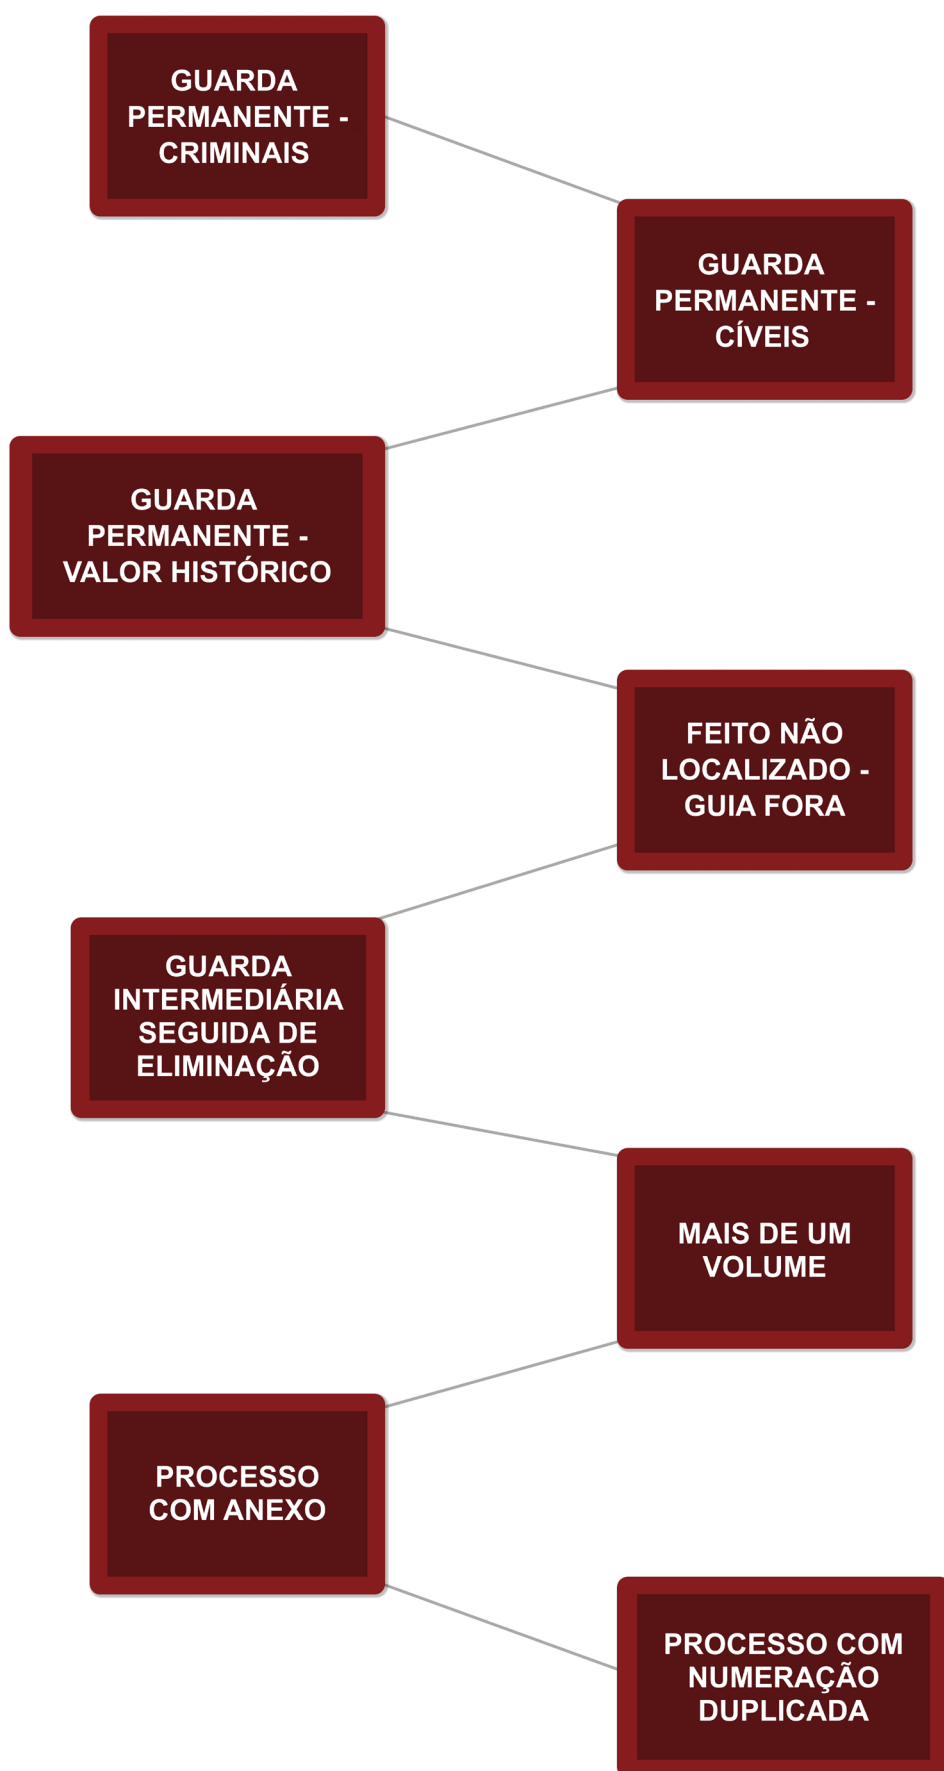 GUARDA
PERMANENTE -
CRIMINAIS
GUARDA
PERMANENTE -
CÍVEIS
GUARDA
PERMANENTE -
VALOR HISTÓRICO
FEITO NÃO
LOCALIZADO -
GUIA FORA
GUARDA
INTERMEDIÁRIA
SEGUIDA DE
ELIMINAÇÃO
MAIS DE UM
VOLUME
PROCESSO
COM ANEXO
PROCESSO COM
NUMERAÇÃO
DUPLICADA